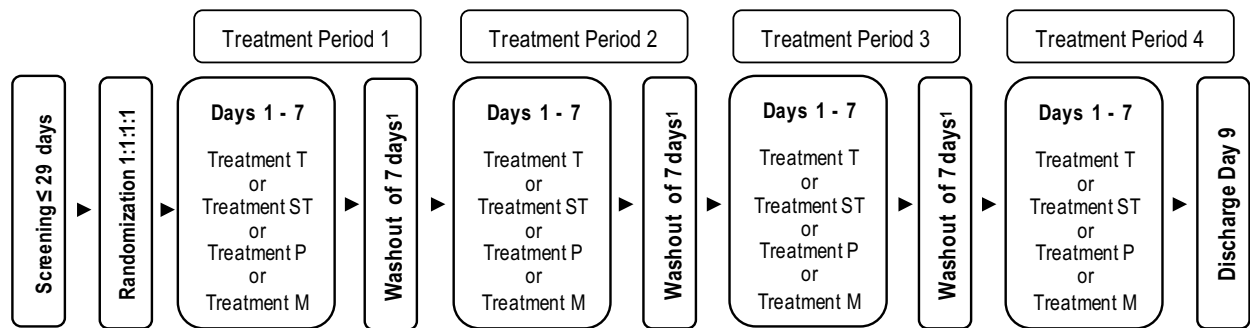 Treatment Period 1
Treatment Period 2
Treatment Period 3
Treatment Period 4
Screening ≤ 29 days
Randomization 1:1:1:1
Days 1 - 7
Treatment T
or
Treatment ST
or
Treatment P
or
Treatment M
Washout of 7 days¹
Days 1 - 7
Treatment T
or
Treatment ST
or
Treatment P
or
Treatment M
Washout of 7 days¹
Days 1 - 7
Treatment T
or
Treatment ST
or
Treatment P
or
Treatment M
Washout of 7 days¹
Days 1 - 7
Treatment T
or
Treatment ST
or
Treatment P
or
Treatment M
Discharge Day 9